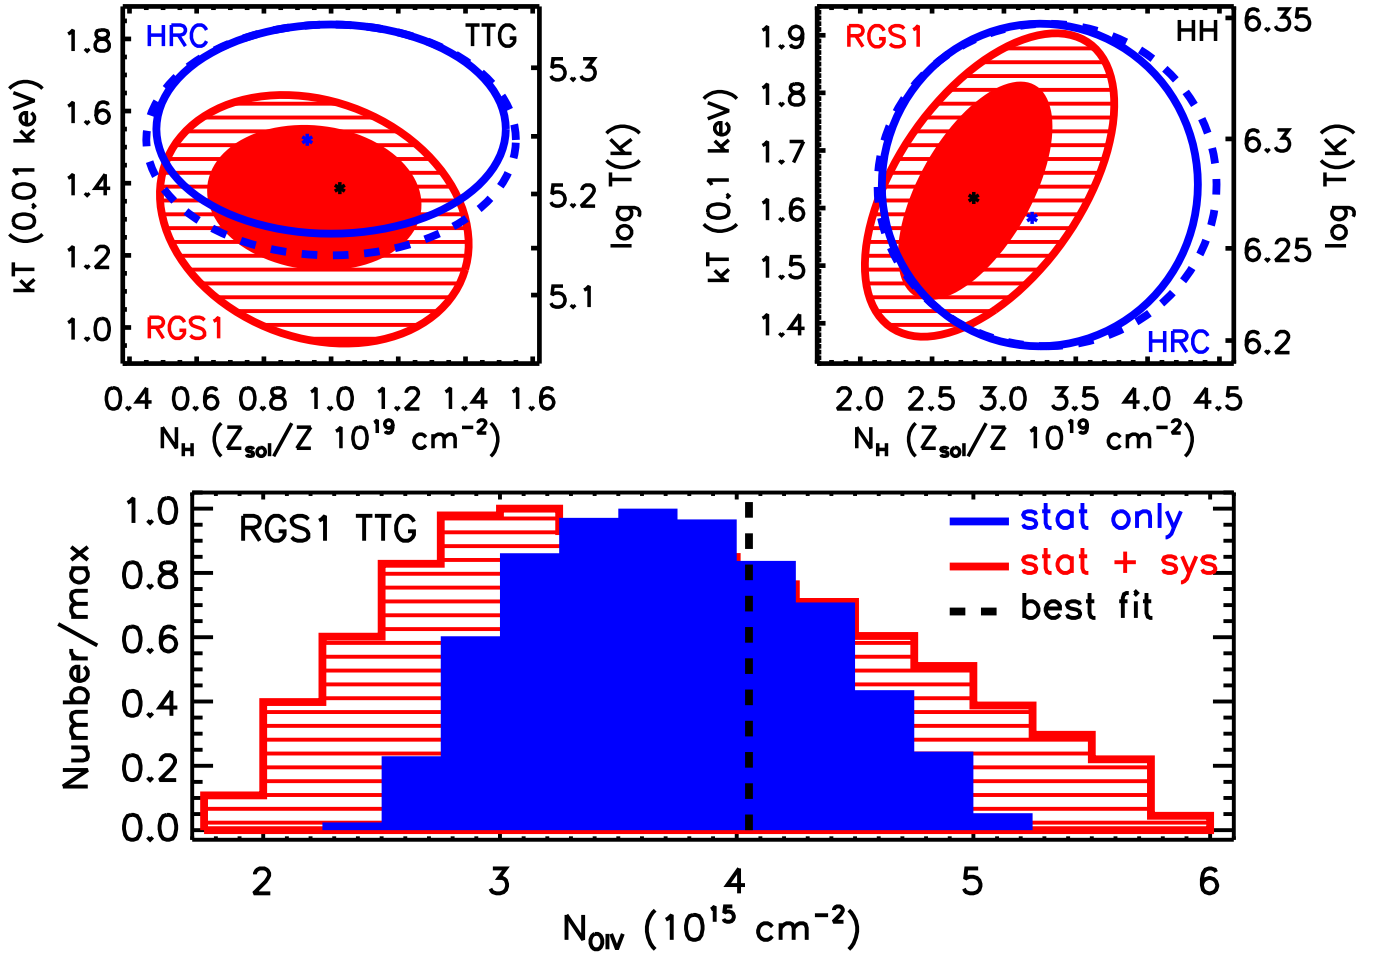 HRC
TTG
RGS1
kT (0.01 keV)
1.8
1.6
1.4
1.2
1.0
5.3
5.2
5.1
log T(K)
0.4 0.6 0.8 1.0 1.2 1.4 1.6
N_H (Z_sol/Z 10^19 cm^−2)
RGS1
HH
HRC
kT (0.1 keV)
1.9
1.8
1.7
1.6
1.5
1.4
6.35
6.3
6.25
6.2
log T(K)
2.0 2.5 3.0 3.5 4.0 4.5
N_H (Z_sol/Z 10^19 cm^−2)
RGS1 TTG
stat only
stat + sys
best fit
Number/max
1.0
0.8
0.6
0.4
0.2
0.0
2 3 4 5 6
N_OIV (10^15 cm^−2)